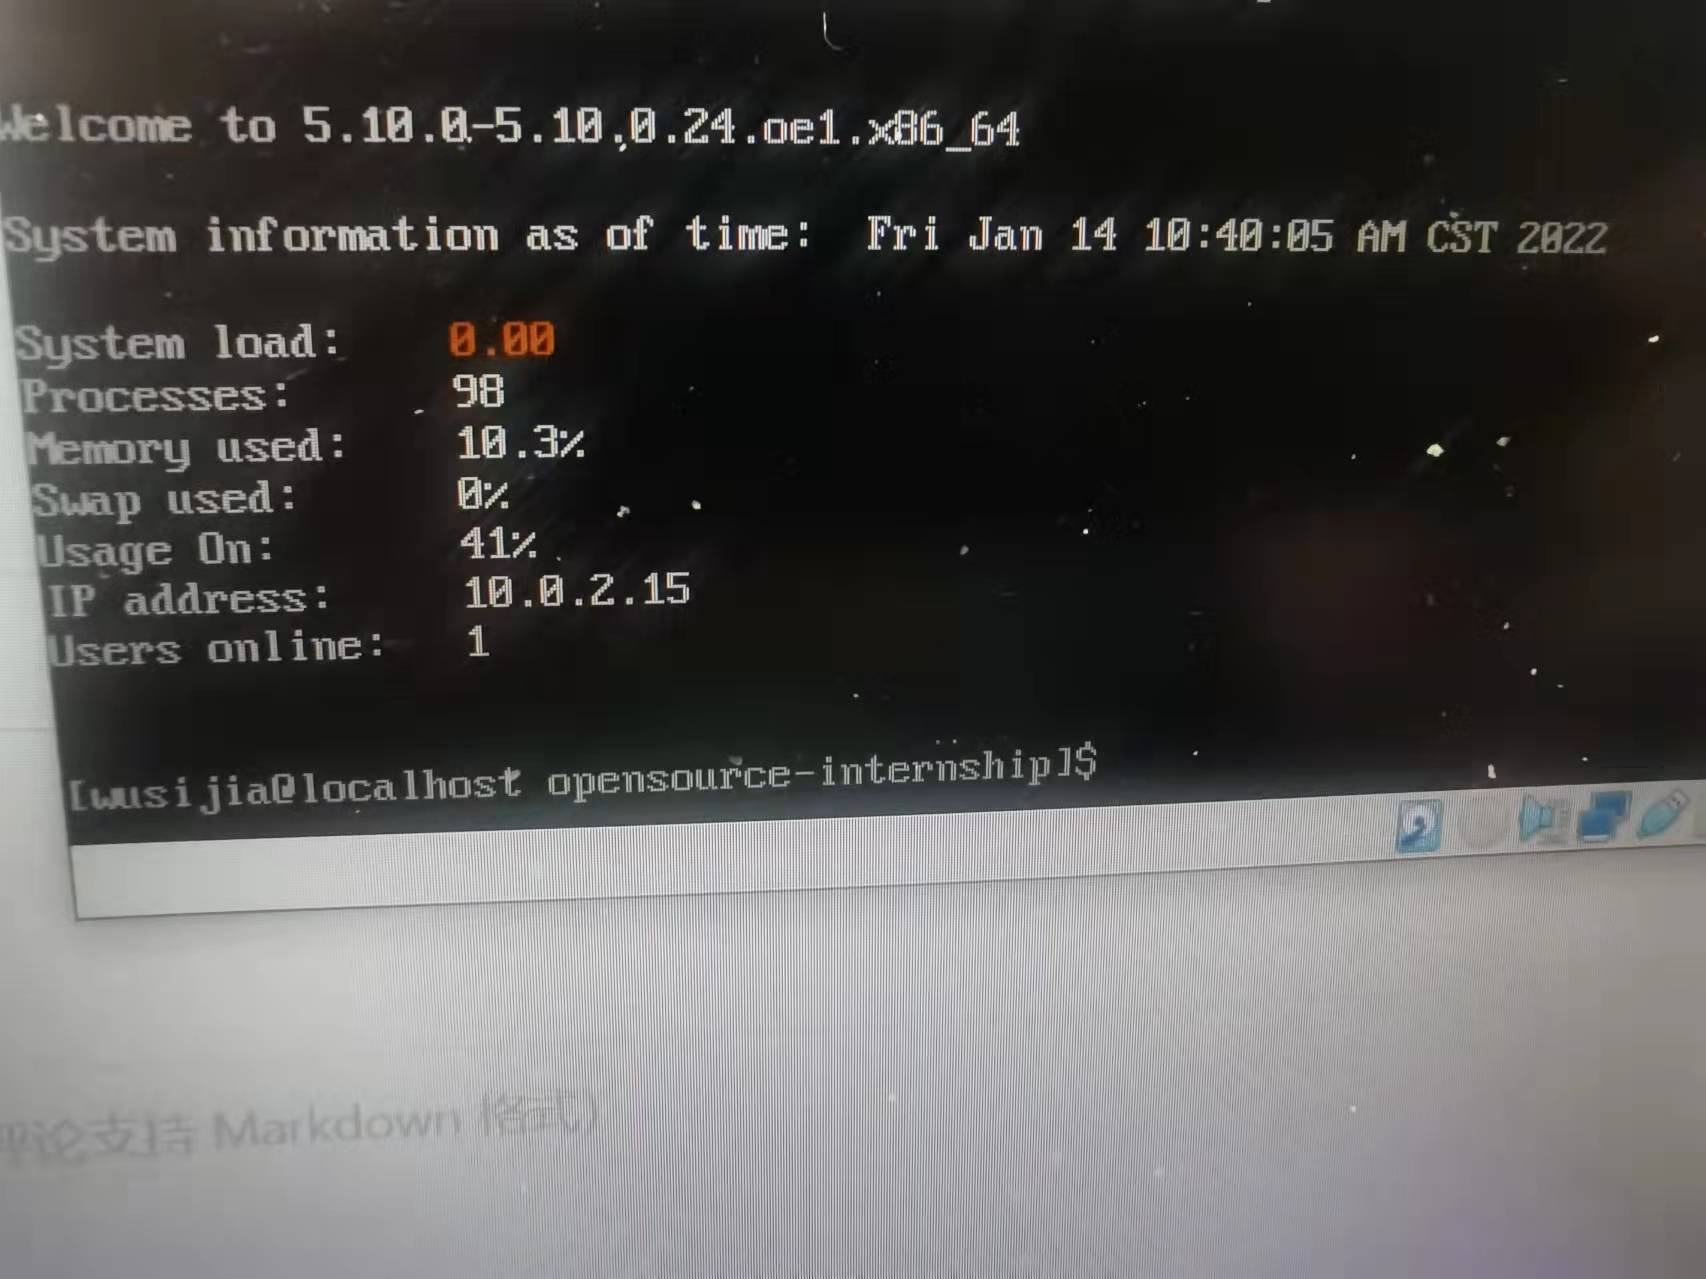 Welcome to 5.10.0-5.10.0.24.oe1.x86_64
System information as of time:  Fri Jan 14 10:40:05 AM CST 2022
System load:    0.00
Processes:      98
Memory used:    10.3%
Swap used:      0%
Usage On:       41%
IP address:     10.0.2.15
Users online:   1
[wusijia@localhost opensource-internship]$
评论支持 Markdown 格式)